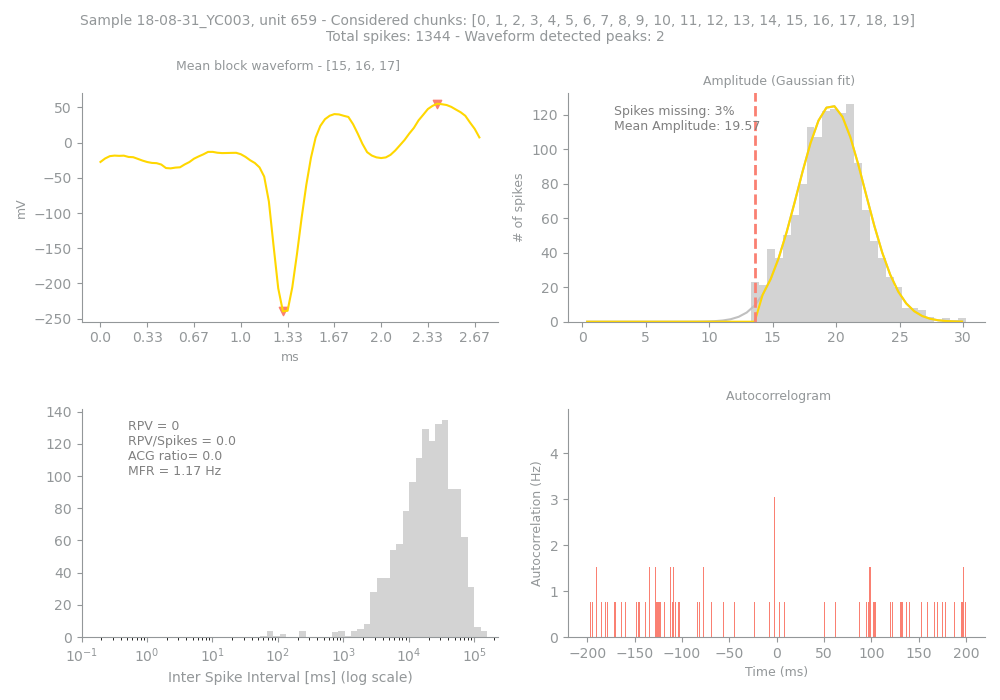 Sample 18-08-31_YC003, unit 659 - Considered chunks: [0, 1, 2, 3, 4, 5, 6, 7, 8, 9, 10, 11, 12, 13, 14, 15, 16, 17, 18, 19]
Total spikes: 1344 - Waveform detected peaks: 2
Mean block waveform - [15, 16, 17]
50
0
−50
−100
−150
−200
−250
mV
0.0 0.33 0.67 1.0 1.33 1.67 2.0 2.33 2.67
ms
Amplitude (Gaussian fit)
Spikes missing: 3%
Mean Amplitude: 19.57
120
100
80
60
40
20
0
# of spikes
0 5 10 15 20 25 30
RPV = 0
RPV/Spikes = 0.0
ACG ratio= 0.0
MFR = 1.17 Hz
140
120
100
80
60
40
20
0
10⁻¹ 10⁰ 10¹ 10² 10³ 10⁴ 10⁵
Inter Spike Interval [ms] (log scale)
Autocorrelogram
4
3
2
1
0
Autocorrelation (Hz)
−200 −150 −100 −50 0 50 100 150 200
Time (ms)